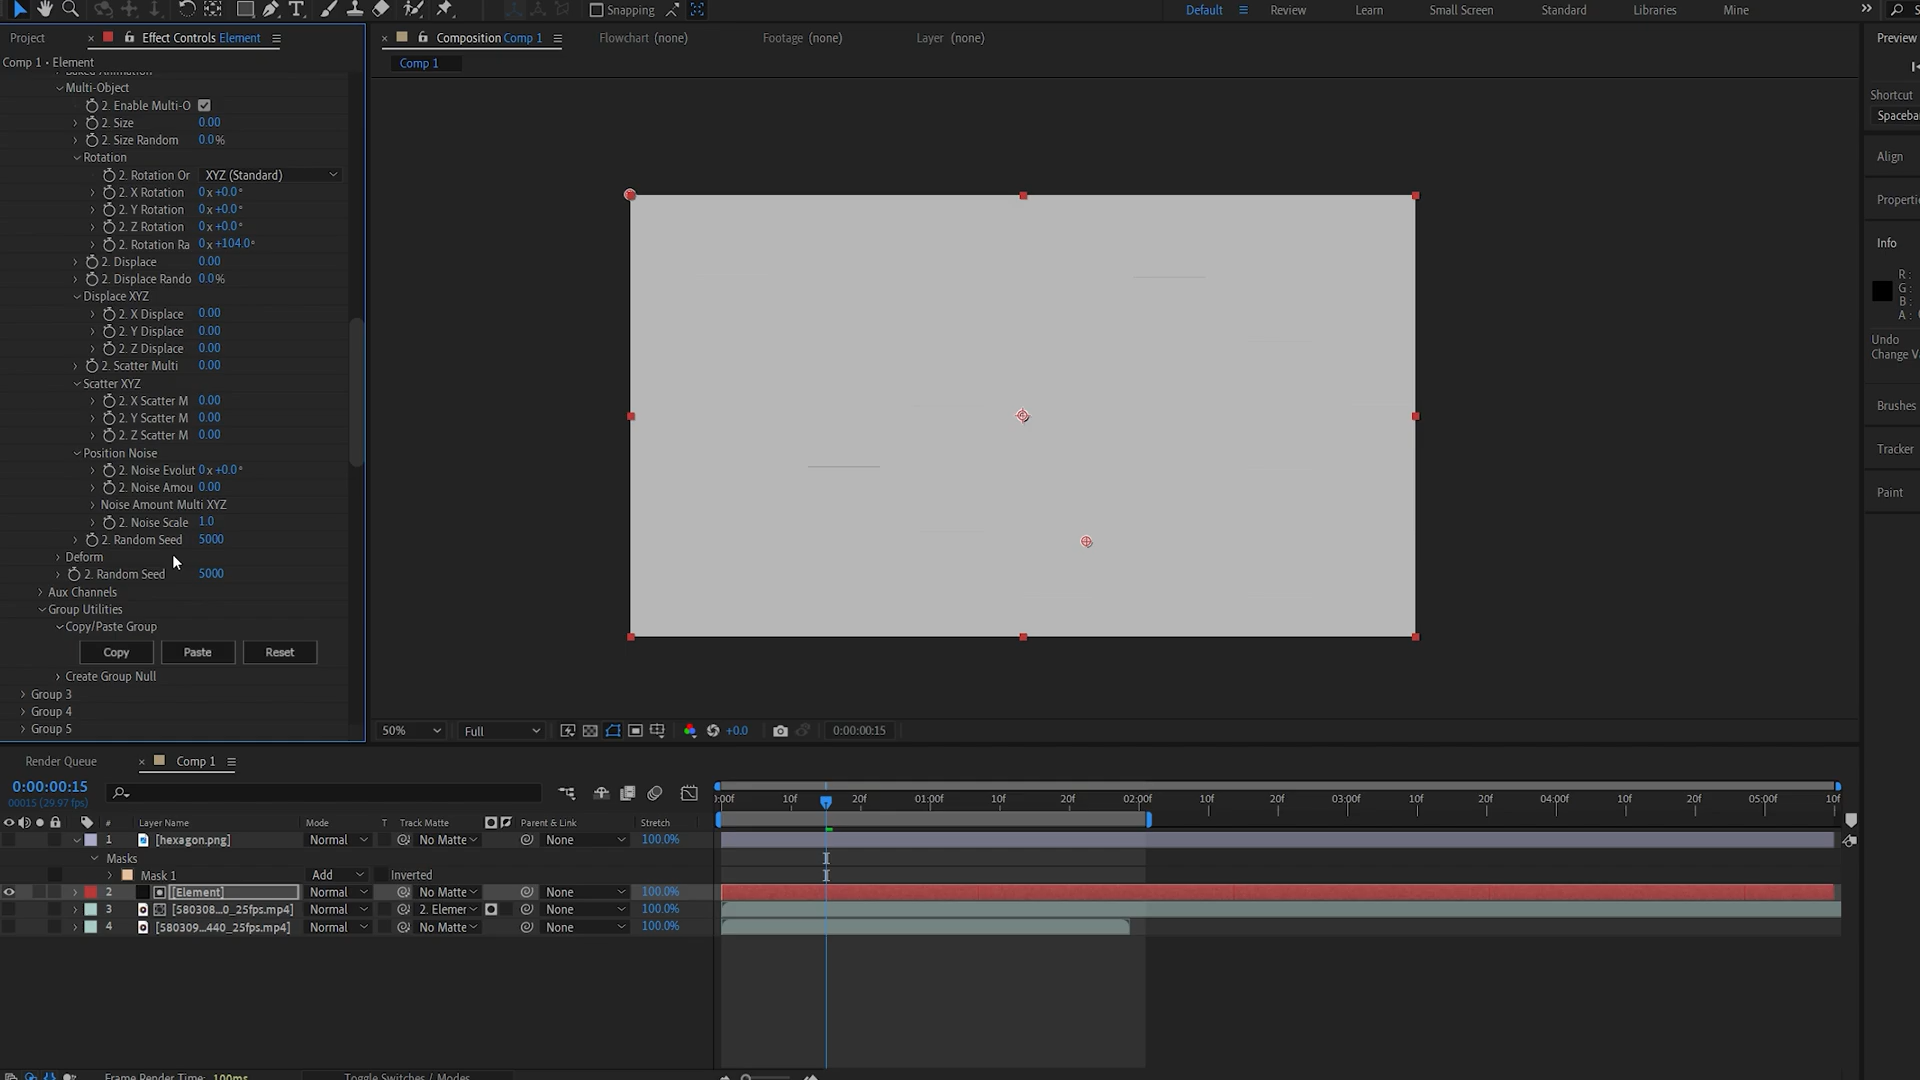 Snapping
Default
Review
Learn
Small Screen
Standard
Libraries
Mine
Project
Effect Controls Element
Composition Comp 1
Flowchart (none)
Footage (none)
Layer (none)
Preview
Comp 1 • Element
Comp 1
Baked Animation
Multi-Object
2. Enable Multi-O
2. Size 0.00
2. Size Random 0.0%
Rotation
2. Rotation Or XYZ (Standard)
2. X Rotation 0x+0.0°
2. Y Rotation 0x+0.0°
2. Z Rotation 0x+0.0°
2. Rotation Ra 0x+104.0°
2. Displace 0.00
2. Displace Rando 0.0%
Displace XYZ
2. X Displace 0.00
2. Y Displace 0.00
2. Z Displace 0.00
2. Scatter Multi 0.00
Scatter XYZ
2. X Scatter M 0.00
2. Y Scatter M 0.00
2. Z Scatter M 0.00
Position Noise
2. Noise Evolut 0x+0.0°
2. Noise Amou 0.00
Noise Amount Multi XYZ
2. Noise Scale 1.0
2. Random Seed 5000
Deform
2. Random Seed 5000
Aux Channels
Group Utilities
Copy/Paste Group
Copy
Paste
Reset
Create Group Null
Group 3
Group 4
Group 5
Shortcut
Spaceba
Align
Properti
Info
R:
G:
B:
A:
Undo
Change V
Brushes
Tracker
Paint
50%
Full
+0.0
0:00:00:15
Render Queue
Comp 1
0:00:00:15
00015 (29.97 fps)
:00f 10f 20f 01:00f 10f 20f 02:00f 10f 20f 03:00f 10f 20f 04:00f 10f 20f 05:00f 10f
# Layer Name Mode T Track Matte Parent & Link Stretch
1 [hexagon.png] Normal No Matte None 100.0%
Masks
Mask 1 Add Inverted
2 [Element] Normal No Matte None 100.0%
3 [580308...0_25fps.mp4] Normal 2. Elemer None 100.0%
4 [580309...440_25fps.mp4] Normal No Matte None 100.0%
Frame Render Time: 100ms
Toggle Switches / Modes